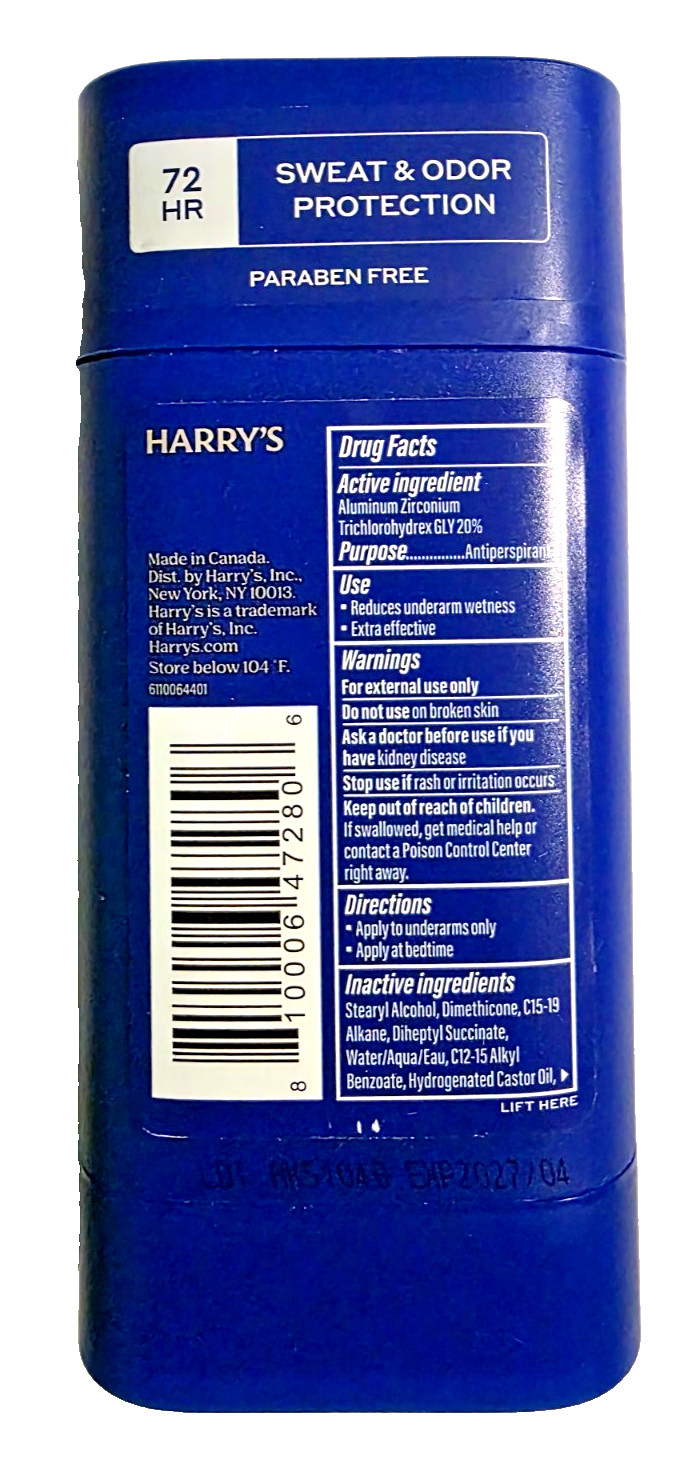 72
HR
SWEAT & ODOR
PROTECTION
PARABEN FREE
HARRY'S
Made in Canada.
Dist. by Harry's, Inc.,
New York, NY 10013.
Harry's is a trademark
of Harry's, Inc.
Harrys.com
Store below 104 °F.
6110064401
8 10006 47280 6
Drug Facts
Active ingredient
Aluminum Zirconium
Trichlorohydrex GLY 20%
Purpose...............Antiperspirant
Use
▪ Reduces underarm wetness
▪ Extra effective
Warnings
For external use only
Do not use on broken skin
Ask a doctor before use if you
have kidney disease
Stop use if rash or irritation occurs
Keep out of reach of children.
If swallowed, get medical help or
contact a Poison Control Center
right away.
Directions
▪ Apply to underarms only
▪ Apply at bedtime
Inactive ingredients
Stearyl Alcohol, Dimethicone, C15-19
Alkane, Diheptyl Succinate,
Water/Aqua/Eau, C12-15 Alkyl
Benzoate, Hydrogenated Castor Oil, ▶
LIFT HERE
LOT EXP2027/04